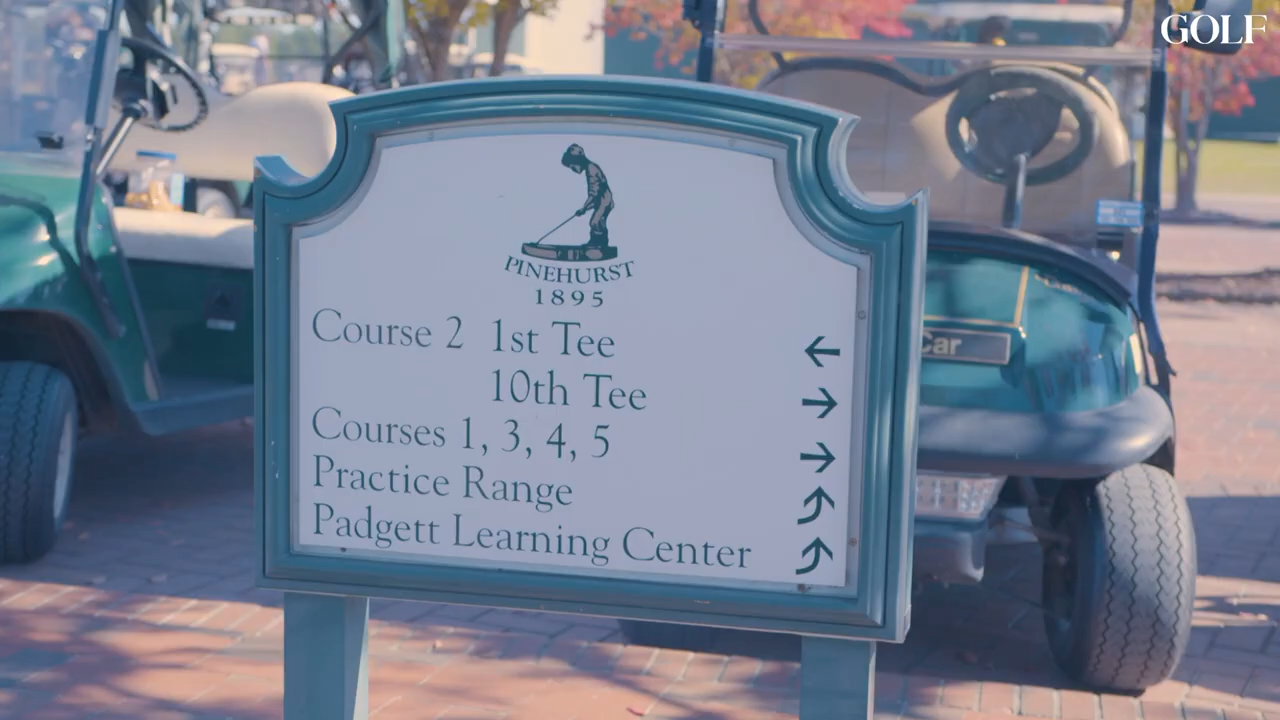 GOLF
PINEHURST
1895
Course 2 1st Tee ←
10th Tee →
Courses 1, 3, 4, 5 →
Practice Range ⤴
Padgett Learning Center ⤴
Car